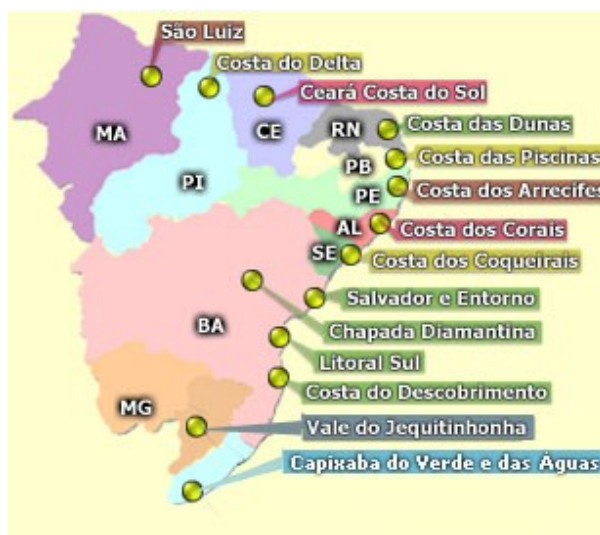 São Luiz
Costa do Delta
Ceará Costa do Sol
MA
CE
RN
Costa das Dunas
PB
Costa das Piscinas
PI
PE
Costa dos Arrecifes
AL
Costa dos Corais
SE
Costa dos Coqueirais
Salvador e Entorno
BA
Chapada Diamantina
Litoral Sul
Costa do Descobrimento
MG
Vale do Jequitinhonha
Capixaba do Verde e das Águas